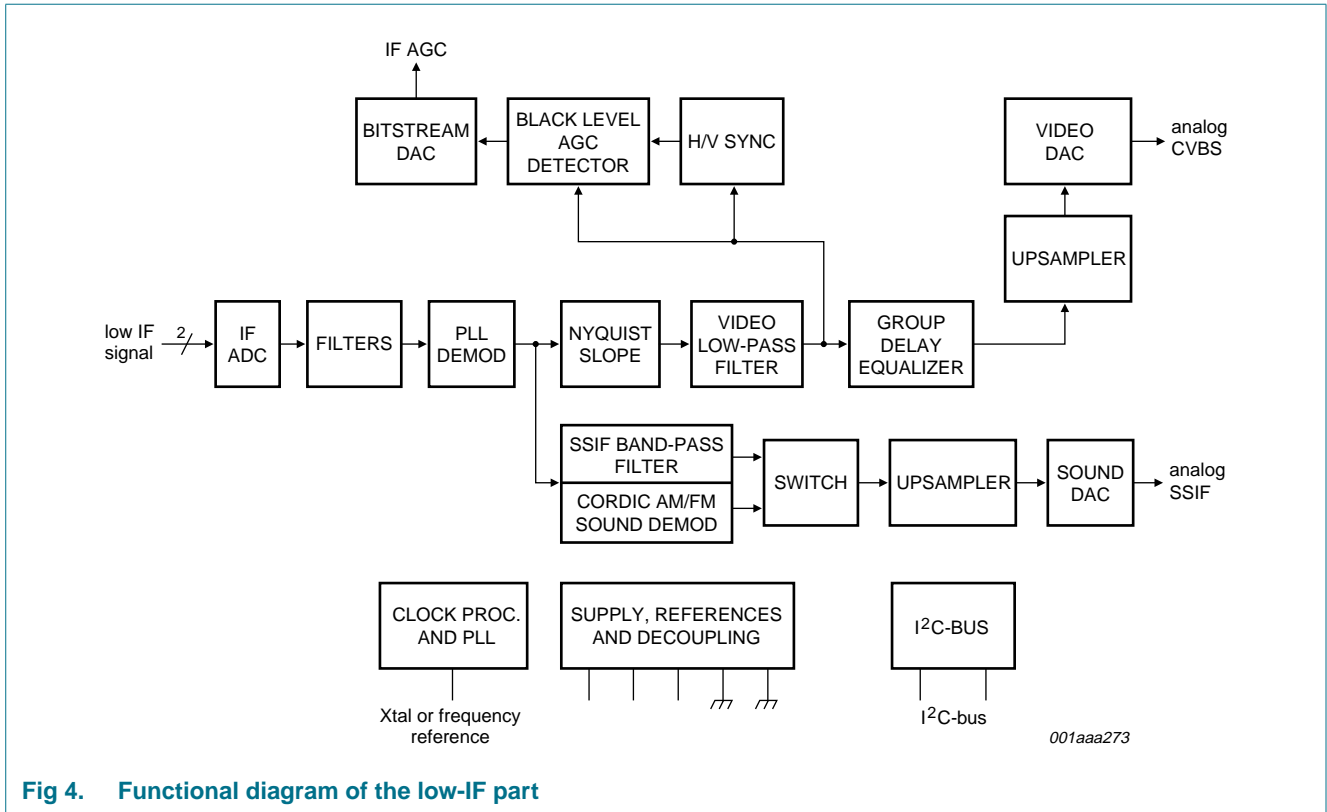 IF AGC
BITSTREAM
DAC
BLACK LEVEL
AGC
DETECTOR
H/V SYNC
VIDEO
DAC
analog
CVBS
UPSAMPLER
low IF
signal
2
IF
ADC
FILTERS
PLL
DEMOD
NYQUIST
SLOPE
VIDEO
LOW-PASS
FILTER
GROUP
DELAY
EQUALIZER
SSIF BAND-PASS
FILTER
CORDIC AM/FM
SOUND DEMOD
SWITCH
UPSAMPLER
SOUND
DAC
analog
SSIF
CLOCK PROC.
AND PLL
Xtal or frequency
reference
SUPPLY, REFERENCES
AND DECOUPLING
I²C-BUS
I²C-bus
001aaa273
Fig 4. Functional diagram of the low-IF part